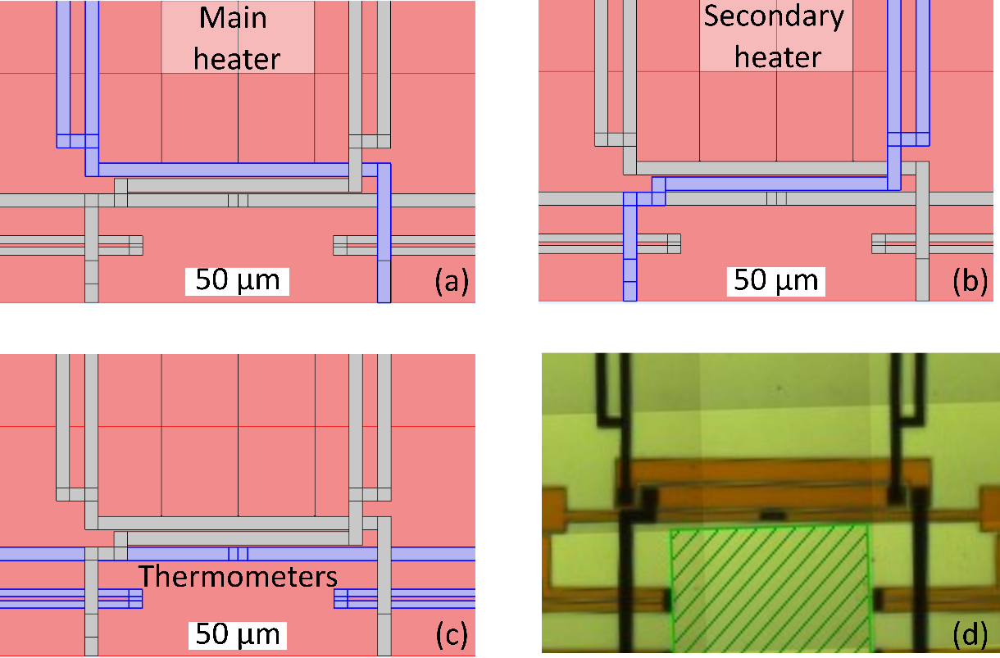 Main
heater
50 µm
(a)
Secondary
heater
50 µm
(b)
Thermometers
50 µm
(c)
(d)